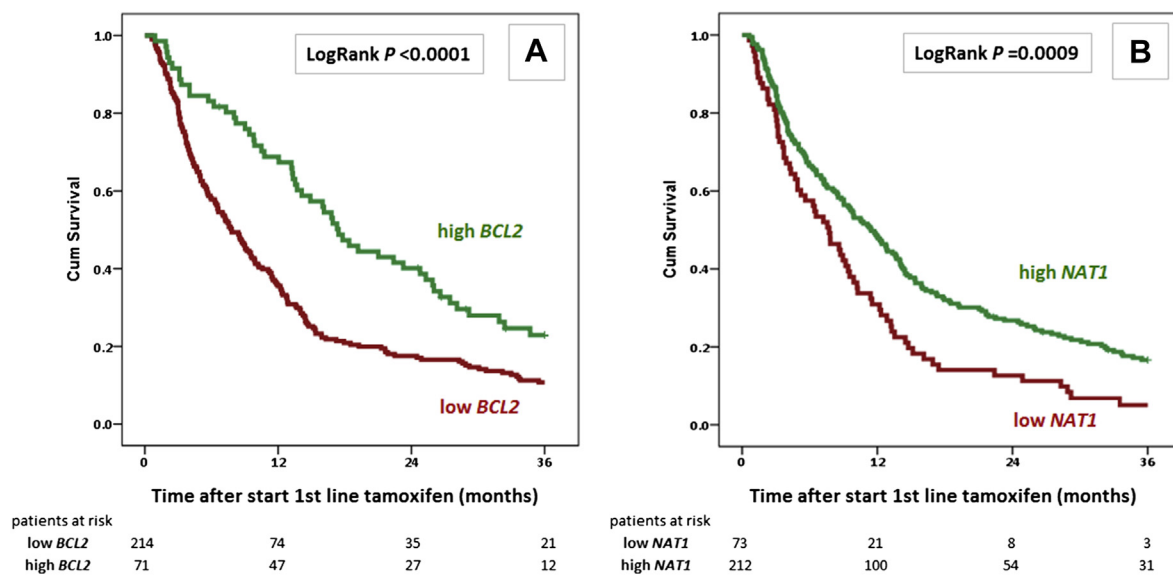 LogRank P <0.0001
A
1.0
0.8
0.6
0.4
0.2
0.0
Cum Survival
high BCL2
low BCL2
0 12 24 36
Time after start 1st line tamoxifen (months)
patients at risk
low BCL2 214 74 35 21
high BCL2 71 47 27 12
LogRank P =0.0009
B
1.0
0.8
0.6
0.4
0.2
0.0
Cum Survival
high NAT1
low NAT1
0 12 24 36
Time after start 1st line tamoxifen (months)
patients at risk
low NAT1 73 21 8 3
high NAT1 212 100 54 31